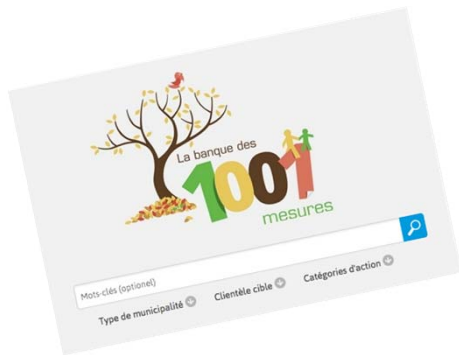 La banque des
1001
mesures
Mots-clés (optionel)
Type de municipalité
Clientèle cible
Catégories d'action